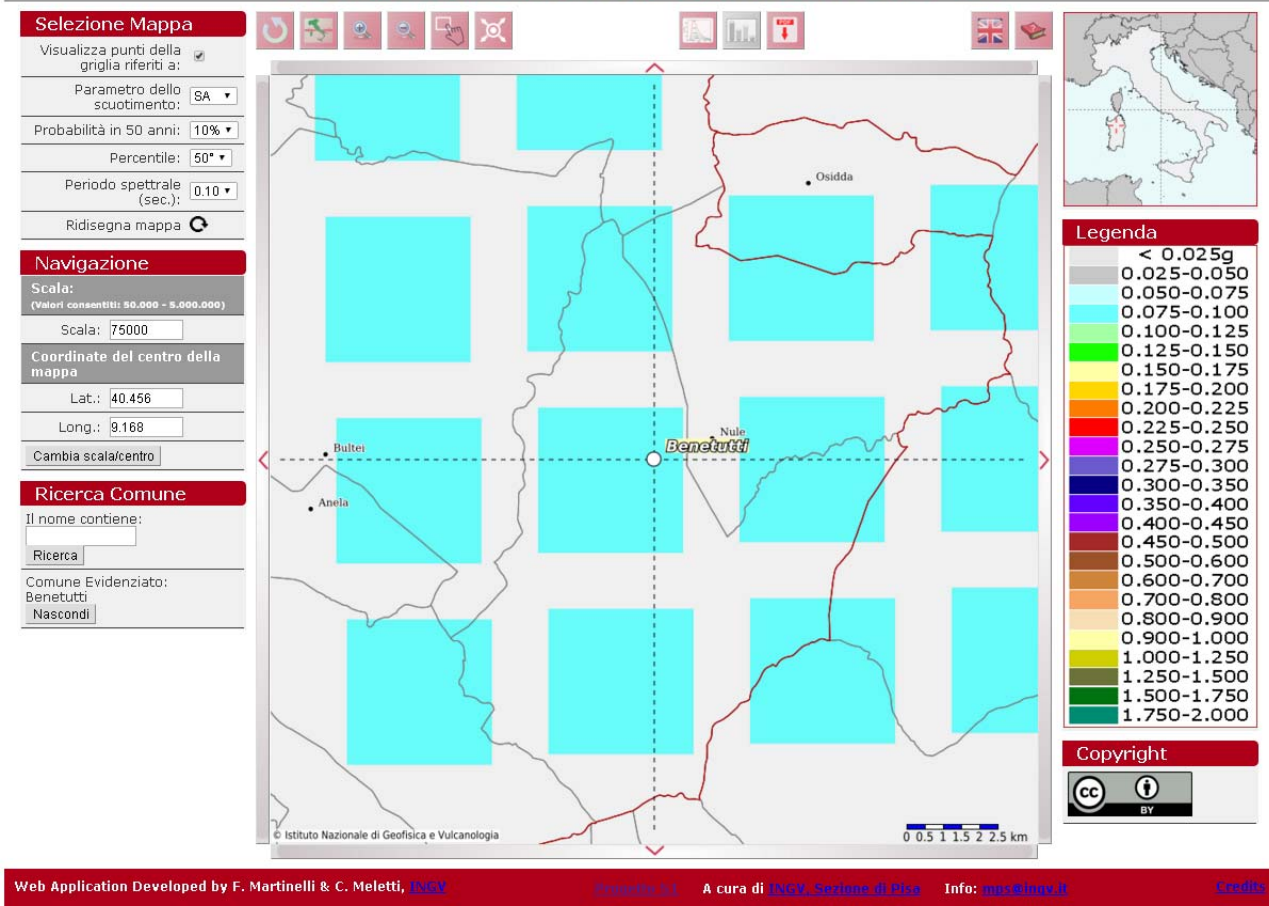 Selezione Mappa
Visualizza punti della
griglia riferiti a:
Parametro dello
scuotimento:
SA
Probabilità in 50 anni:
10%
Percentile:
50°
Periodo spettrale
(sec.):
0.10
Ridisegna mappa
Navigazione
Scala:
(Valori consentiti: 50.000 - 5.000.000)
Scala:
75000
Coordinate del centro della
mappa
Lat.:
40.456
Long.:
9.168
Cambia scala/centro
Ricerca Comune
Il nome contiene:
Ricerca
Comune Evidenziato:
Benetutti
Nascondi
PDF
Osidda
Nule
Benetutti
Bultei
Anela
© Istituto Nazionale di Geofisica e Vulcanologia
0 0.5 1 1.5 2 2.5 km
Legenda
< 0.025g
0.025-0.050
0.050-0.075
0.075-0.100
0.100-0.125
0.125-0.150
0.150-0.175
0.175-0.200
0.200-0.225
0.225-0.250
0.250-0.275
0.275-0.300
0.300-0.350
0.350-0.400
0.400-0.450
0.450-0.500
0.500-0.600
0.600-0.700
0.700-0.800
0.800-0.900
0.900-1.000
1.000-1.250
1.250-1.500
1.500-1.750
1.750-2.000
Copyright
cc
BY
Web Application Developed by F. Martinelli & C. Meletti, INGV
A cura di INGV, Sezione di Pisa
Info: mps@ingv.it
Credits